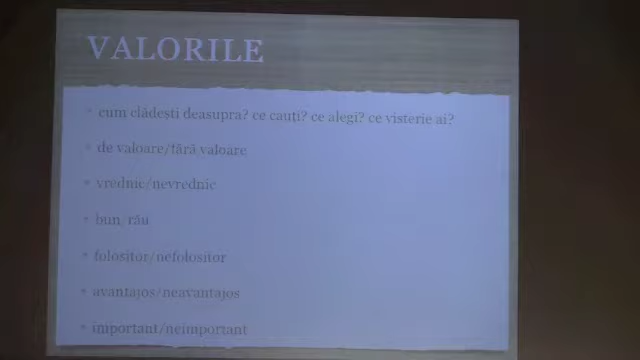 VALORILE
cum clădești deasupra? ce cauți? ce alegi? ce visterie ai?
de valoare/fără valoare
vrednic/nevrednic
bun/rău
folositor/nefolositor
avantajos/neavantajos
important/neimportant